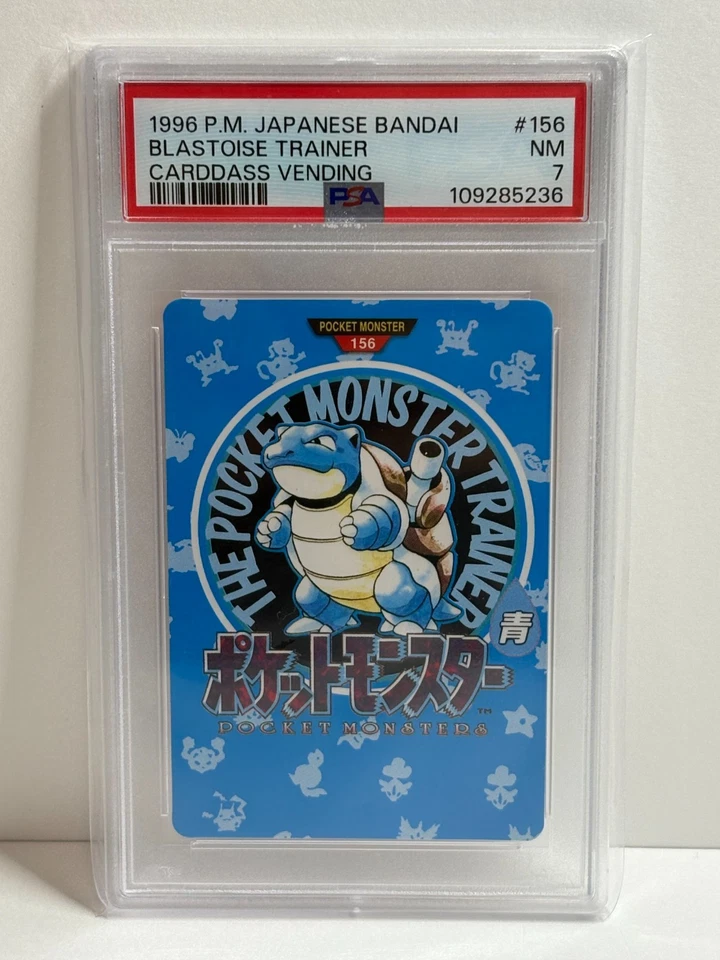 1996 P.M. JAPANESE BANDAI #156
BLASTOISE TRAINER NM
CARDDASS VENDING 7
PSA 109285236
POCKET MONSTER
156
THE POCKET MONSTER TRAINER
青
ポケットモンスター
TM
POCKET MONSTERS